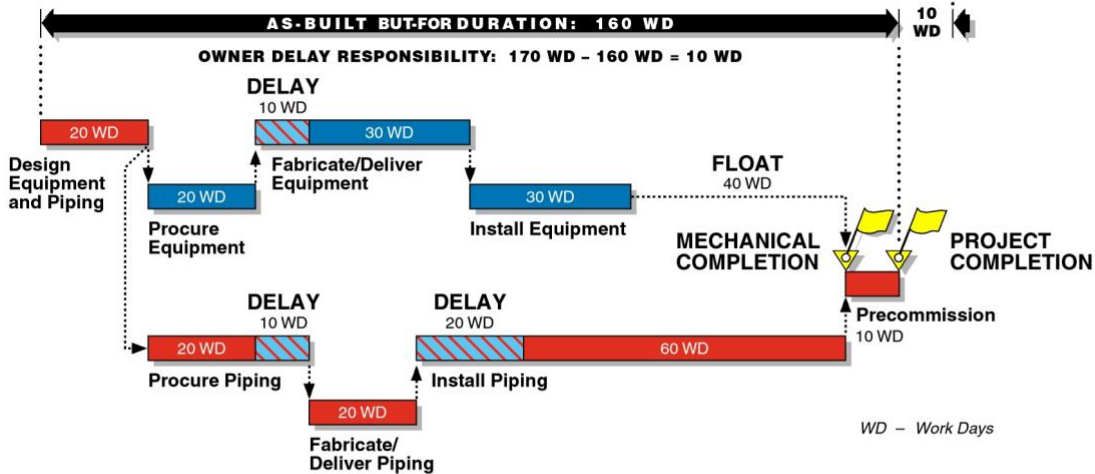 AS-BUILT BUT-FOR DURATION: 160 WD
10
WD
OWNER DELAY RESPONSIBILITY: 170 WD – 160 WD = 10 WD
DELAY
10 WD
20 WD
30 WD
Design
Equipment
and Piping
Fabricate/Deliver
Equipment
FLOAT
40 WD
20 WD
30 WD
Procure
Equipment
Install Equipment
MECHANICAL
COMPLETION
PROJECT
COMPLETION
Precommission
10 WD
DELAY
10 WD
DELAY
20 WD
20 WD
60 WD
Procure Piping
Install Piping
20 WD
Fabricate/
Deliver Piping
WD – Work Days